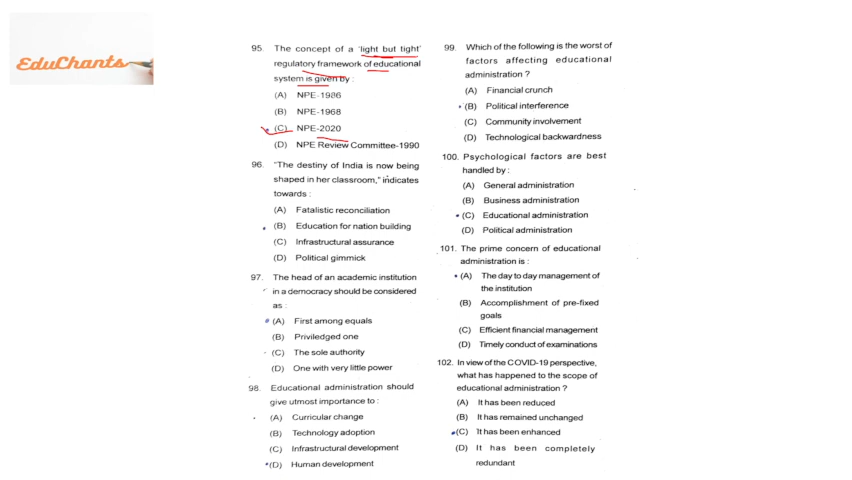 EduChants
95. The concept of a 'light but tight'
regulatory framework of educational
system is given by :
(A) NPE-1986
(B) NPE-1968
(C) NPE-2020
(D) NPE Review Committee-1990
96. "The destiny of India is now being
shaped in her classroom," indicates
towards :
(A) Fatalistic reconciliation
(B) Education for nation building
(C) Infrastructural assurance
(D) Political gimmick
97. The head of an academic institution
in a democracy should be considered
as :
(A) First among equals
(B) Priviledged one
(C) The sole authority
(D) One with very little power
98. Educational administration should
give utmost importance to :
(A) Curricular change
(B) Technology adoption
(C) Infrastructural development
(D) Human development
99. Which of the following is the worst of
factors affecting educational
administration ?
(A) Financial crunch
(B) Political interference
(C) Community involvement
(D) Technological backwardness
100. Psychological factors are best
handled by :
(A) General administration
(B) Business administration
(C) Educational administration
(D) Political administration
101. The prime concern of educational
administration is :
(A) The day to day management of
the institution
(B) Accomplishment of pre-fixed
goals
(C) Efficient financial management
(D) Timely conduct of examinations
102. In view of the COVID-19 perspective,
what has happened to the scope of
educational administration ?
(A) It has been reduced
(B) It has remained unchanged
(C) It has been enhanced
(D) It has been completely
redundant